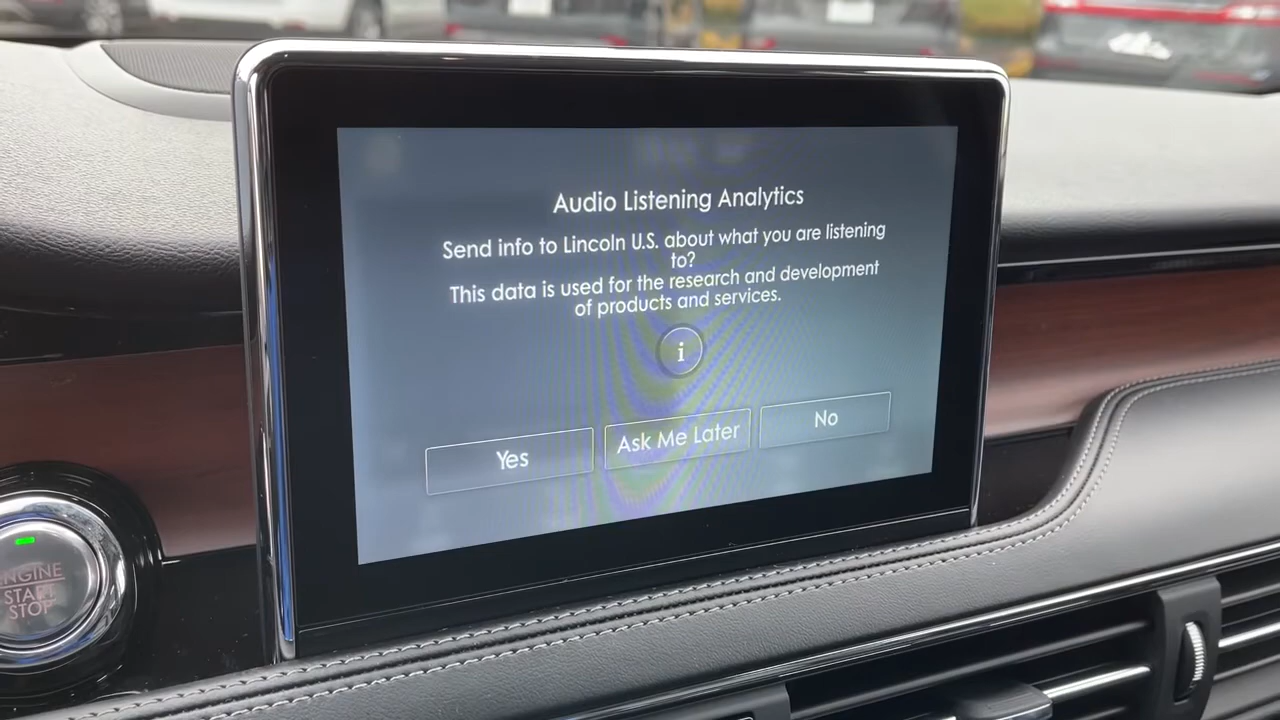 Audio Listening Analytics
Send info to Lincoln U.S. about what you are listening
to?
This data is used for the research and development
of products and services.
i
Yes
Ask Me Later
No
ENGINE
START
STOP